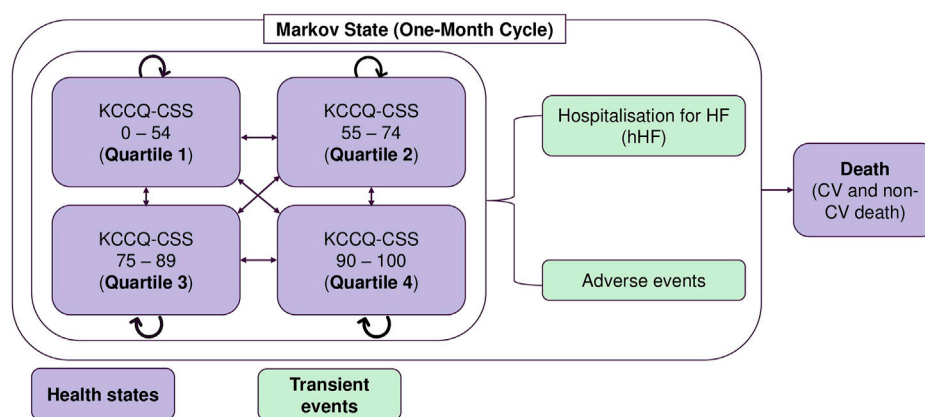 Markov State (One-Month Cycle)
KCCQ-CSS
0 – 54
(Quartile 1)
KCCQ-CSS
55 – 74
(Quartile 2)
KCCQ-CSS
75 – 89
(Quartile 3)
KCCQ-CSS
90 – 100
(Quartile 4)
Hospitalisation for HF
(hHF)
Adverse events
Death
(CV and non-
CV death)
Health states
Transient
events